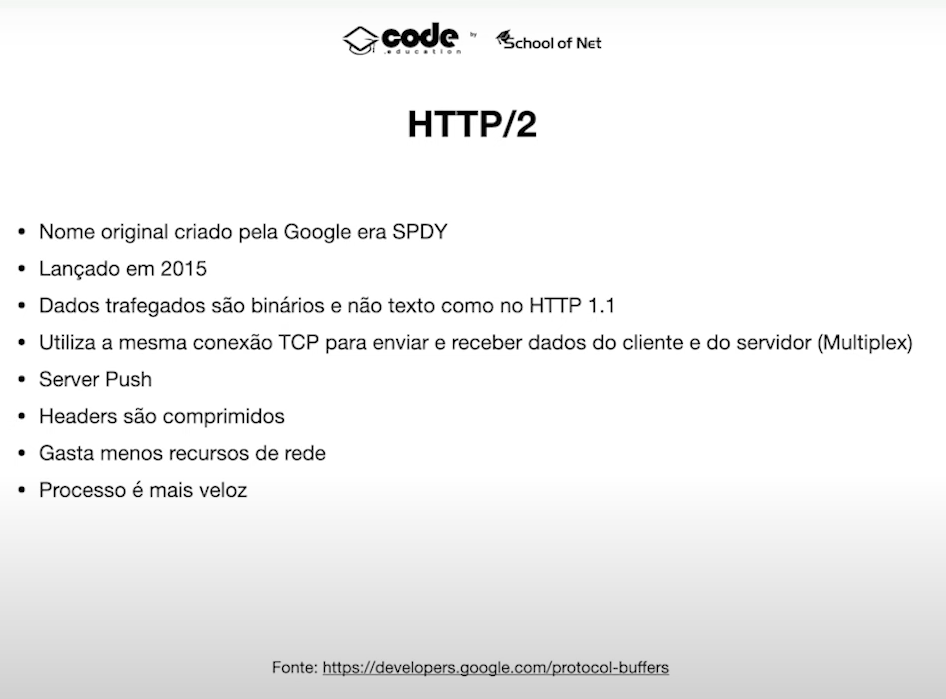 code by School of Net
.education
HTTP/2
• Nome original criado pela Google era SPDY
• Lançado em 2015
• Dados trafegados são binários e não texto como no HTTP 1.1
• Utiliza a mesma conexão TCP para enviar e receber dados do cliente e do servidor (Multiplex)
• Server Push
• Headers são comprimidos
• Gasta menos recursos de rede
• Processo é mais veloz
Fonte: https://developers.google.com/protocol-buffers